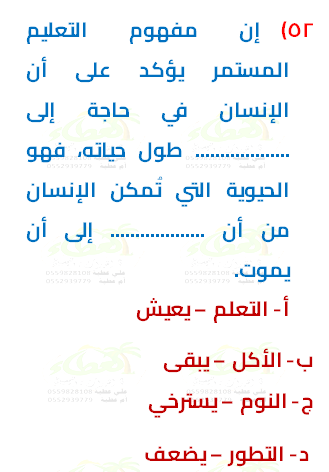 ٥٢) إن مفهوم التعليم
المستمر يؤكد على أن
الإنسان في حاجة إلى
................... طول حياته، فهو
الحيوية التي تُمكن الإنسان
من أن ................... إلى أن
يموت.
أ- التعلم – يعيش
ب- الأكل – يبقى
ج- النوم – يسترخي
د- التطور – يضعف